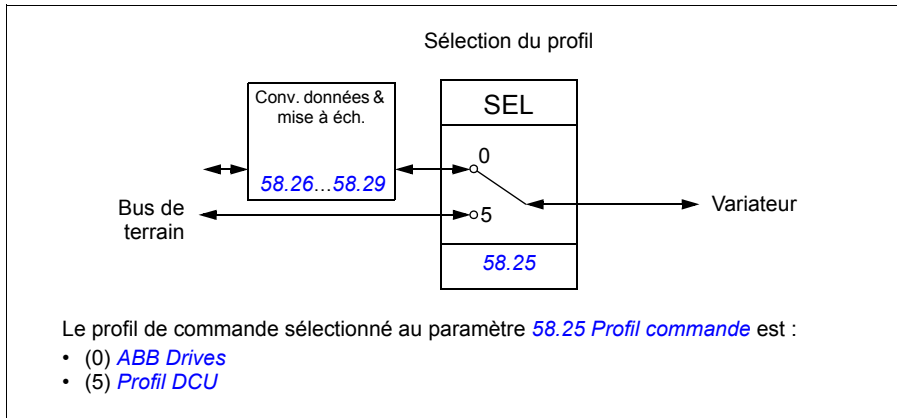 Sélection du profil
Conv. données &
mise à éch.
58.26...58.29
SEL
0
5
58.25
Bus de
terrain
Variateur
Le profil de commande sélectionné au paramètre 58.25 Profil commande est :
• (0) ABB Drives
• (5) Profil DCU